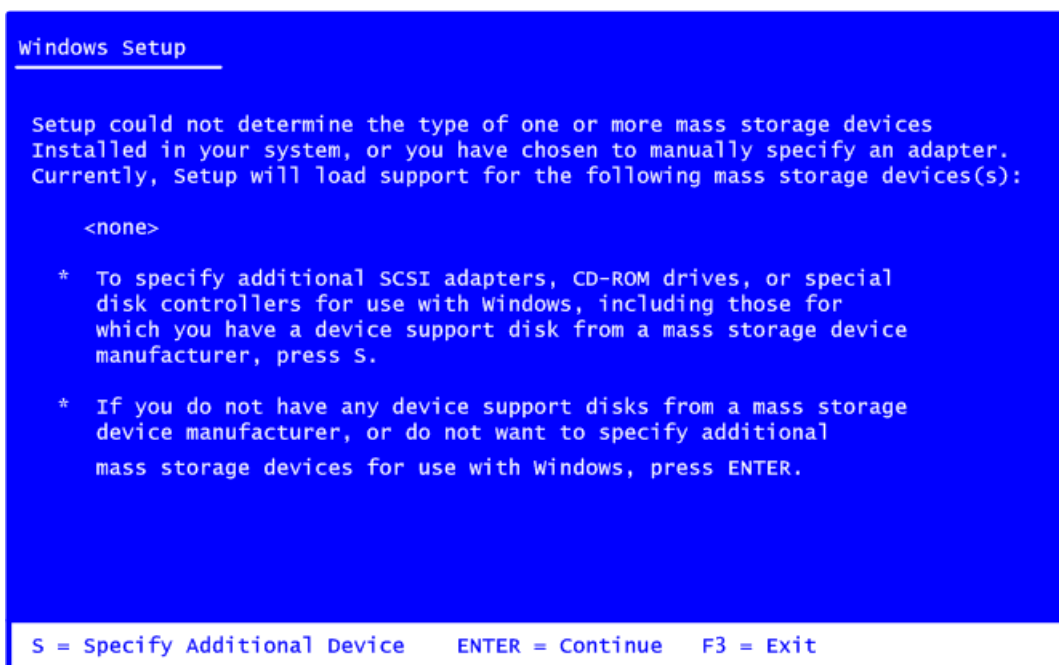 Windows Setup
Setup could not determine the type of one or more mass storage devices
Installed in your system, or you have chosen to manually specify an adapter.
Currently, Setup will load support for the following mass storage devices(s):
<none>
* To specify additional SCSI adapters, CD-ROM drives, or special
disk controllers for use with Windows, including those for
which you have a device support disk from a mass storage device
manufacturer, press S.
* If you do not have any device support disks from a mass storage
device manufacturer, or do not want to specify additional
mass storage devices for use with Windows, press ENTER.
S = Specify Additional Device ENTER = Continue F3 = Exit